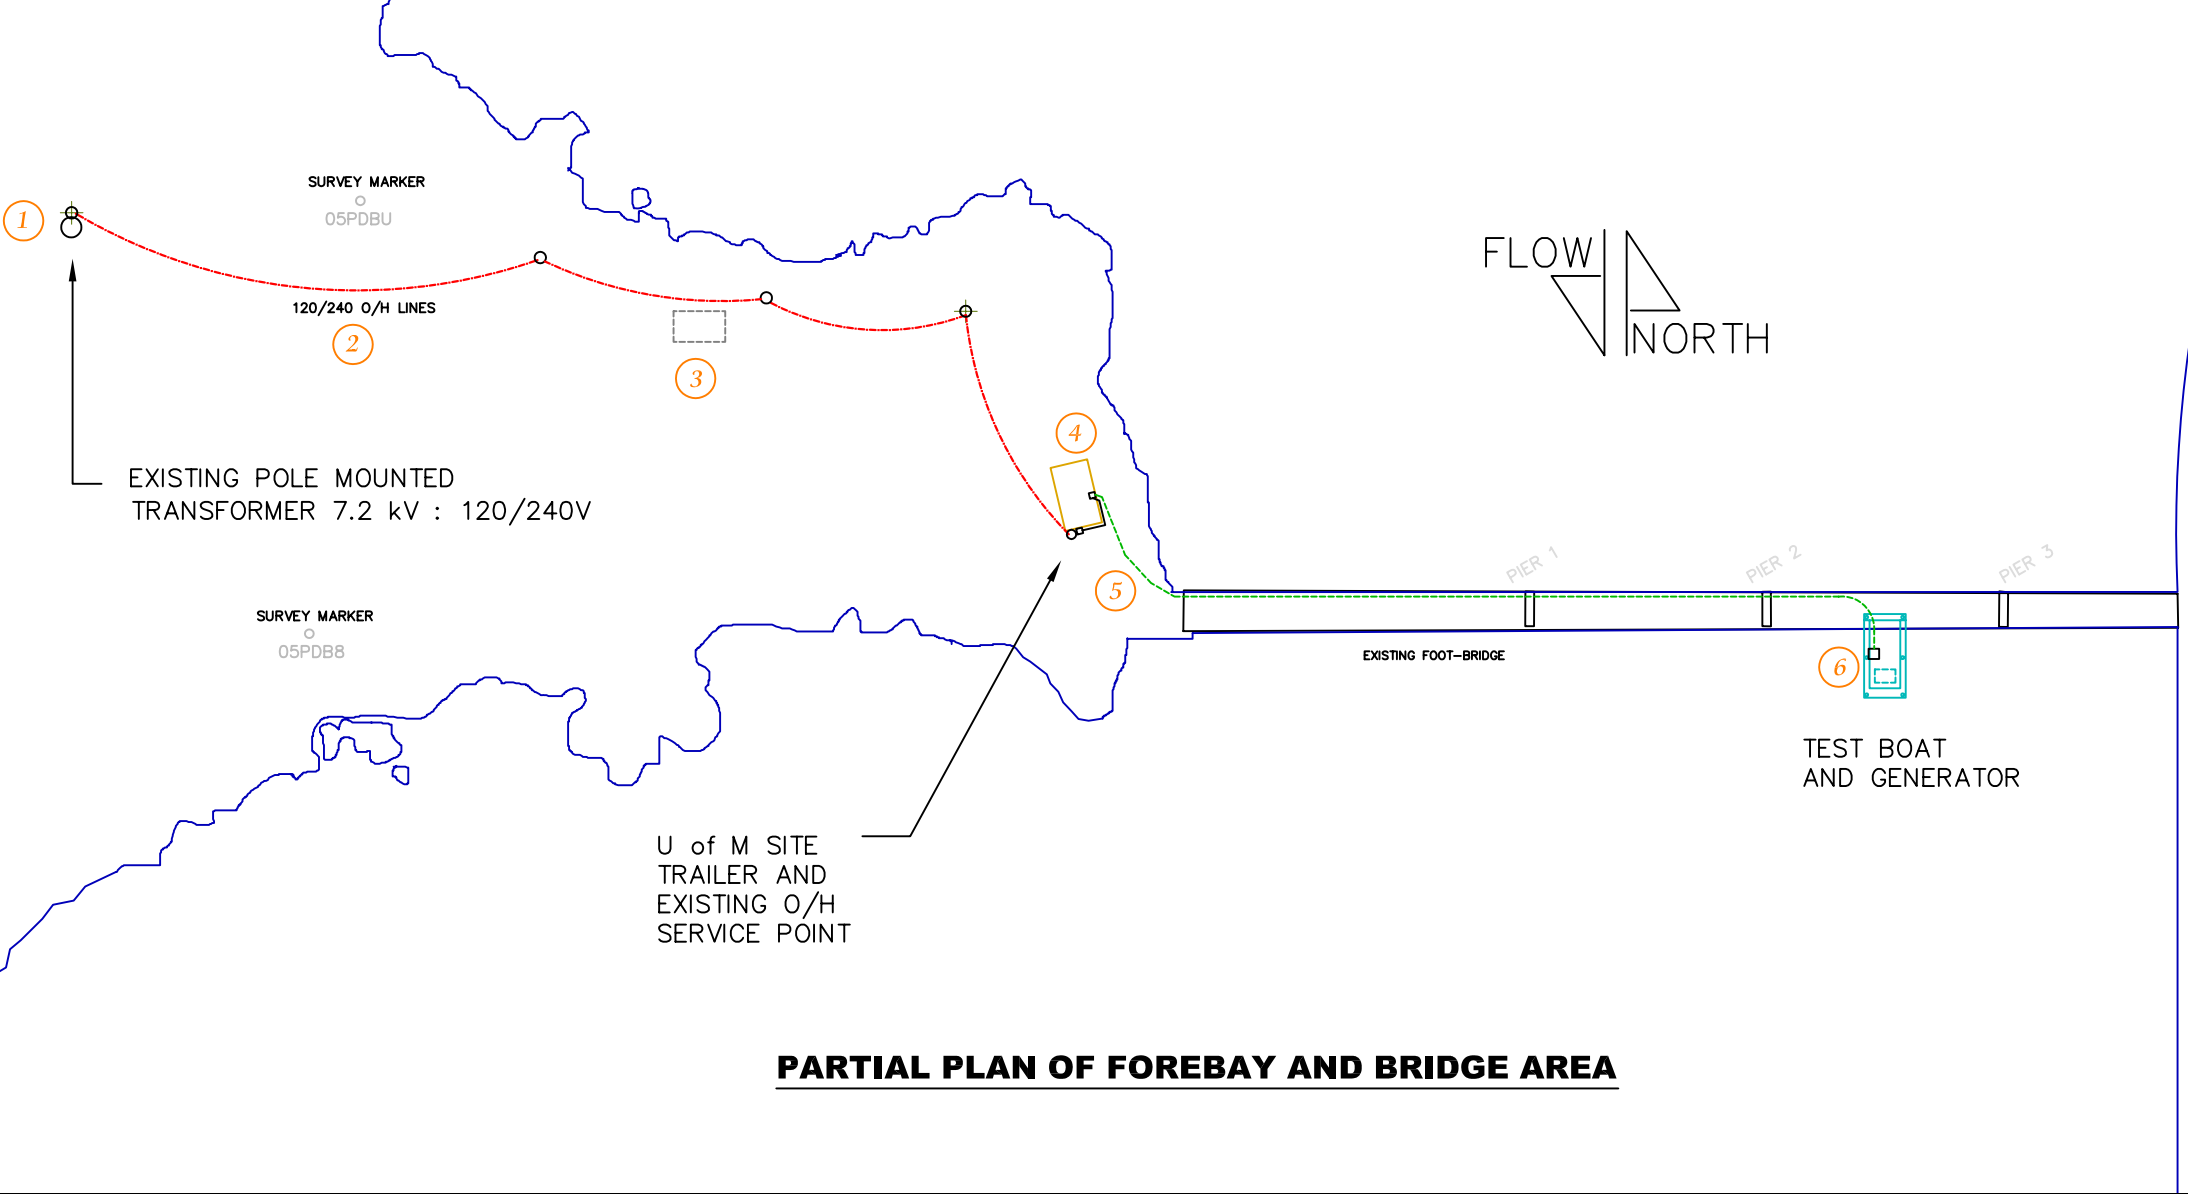 SURVEY MARKER
05PDBU
1
120/240 O/H LINES
2
3
4
FLOW
NORTH
EXISTING POLE MOUNTED
TRANSFORMER 7.2 kV : 120/240V
5
PIER 1
PIER 2
PIER 3
SURVEY MARKER
05PDB8
EXISTING FOOT-BRIDGE
6
TEST BOAT
AND GENERATOR
U of M SITE
TRAILER AND
EXISTING O/H
SERVICE POINT
PARTIAL PLAN OF FOREBAY AND BRIDGE AREA